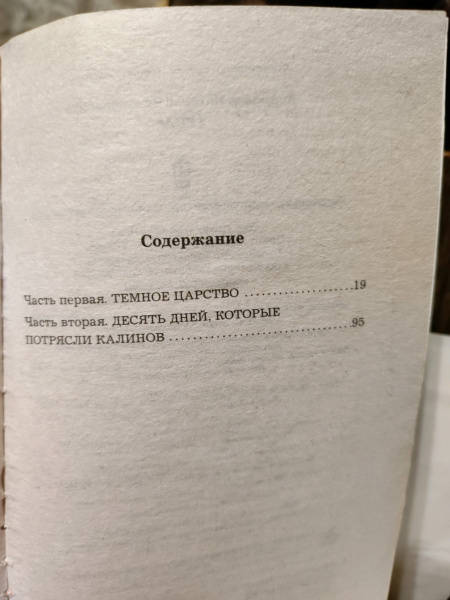 Содержание
Часть первая. ТЕМНОЕ ЦАРСТВО ....................19
Часть вторая. ДЕСЯТЬ ДНЕЙ, КОТОРЫЕ
ПОТРЯСЛИ КАЛИНОВ ..................................95